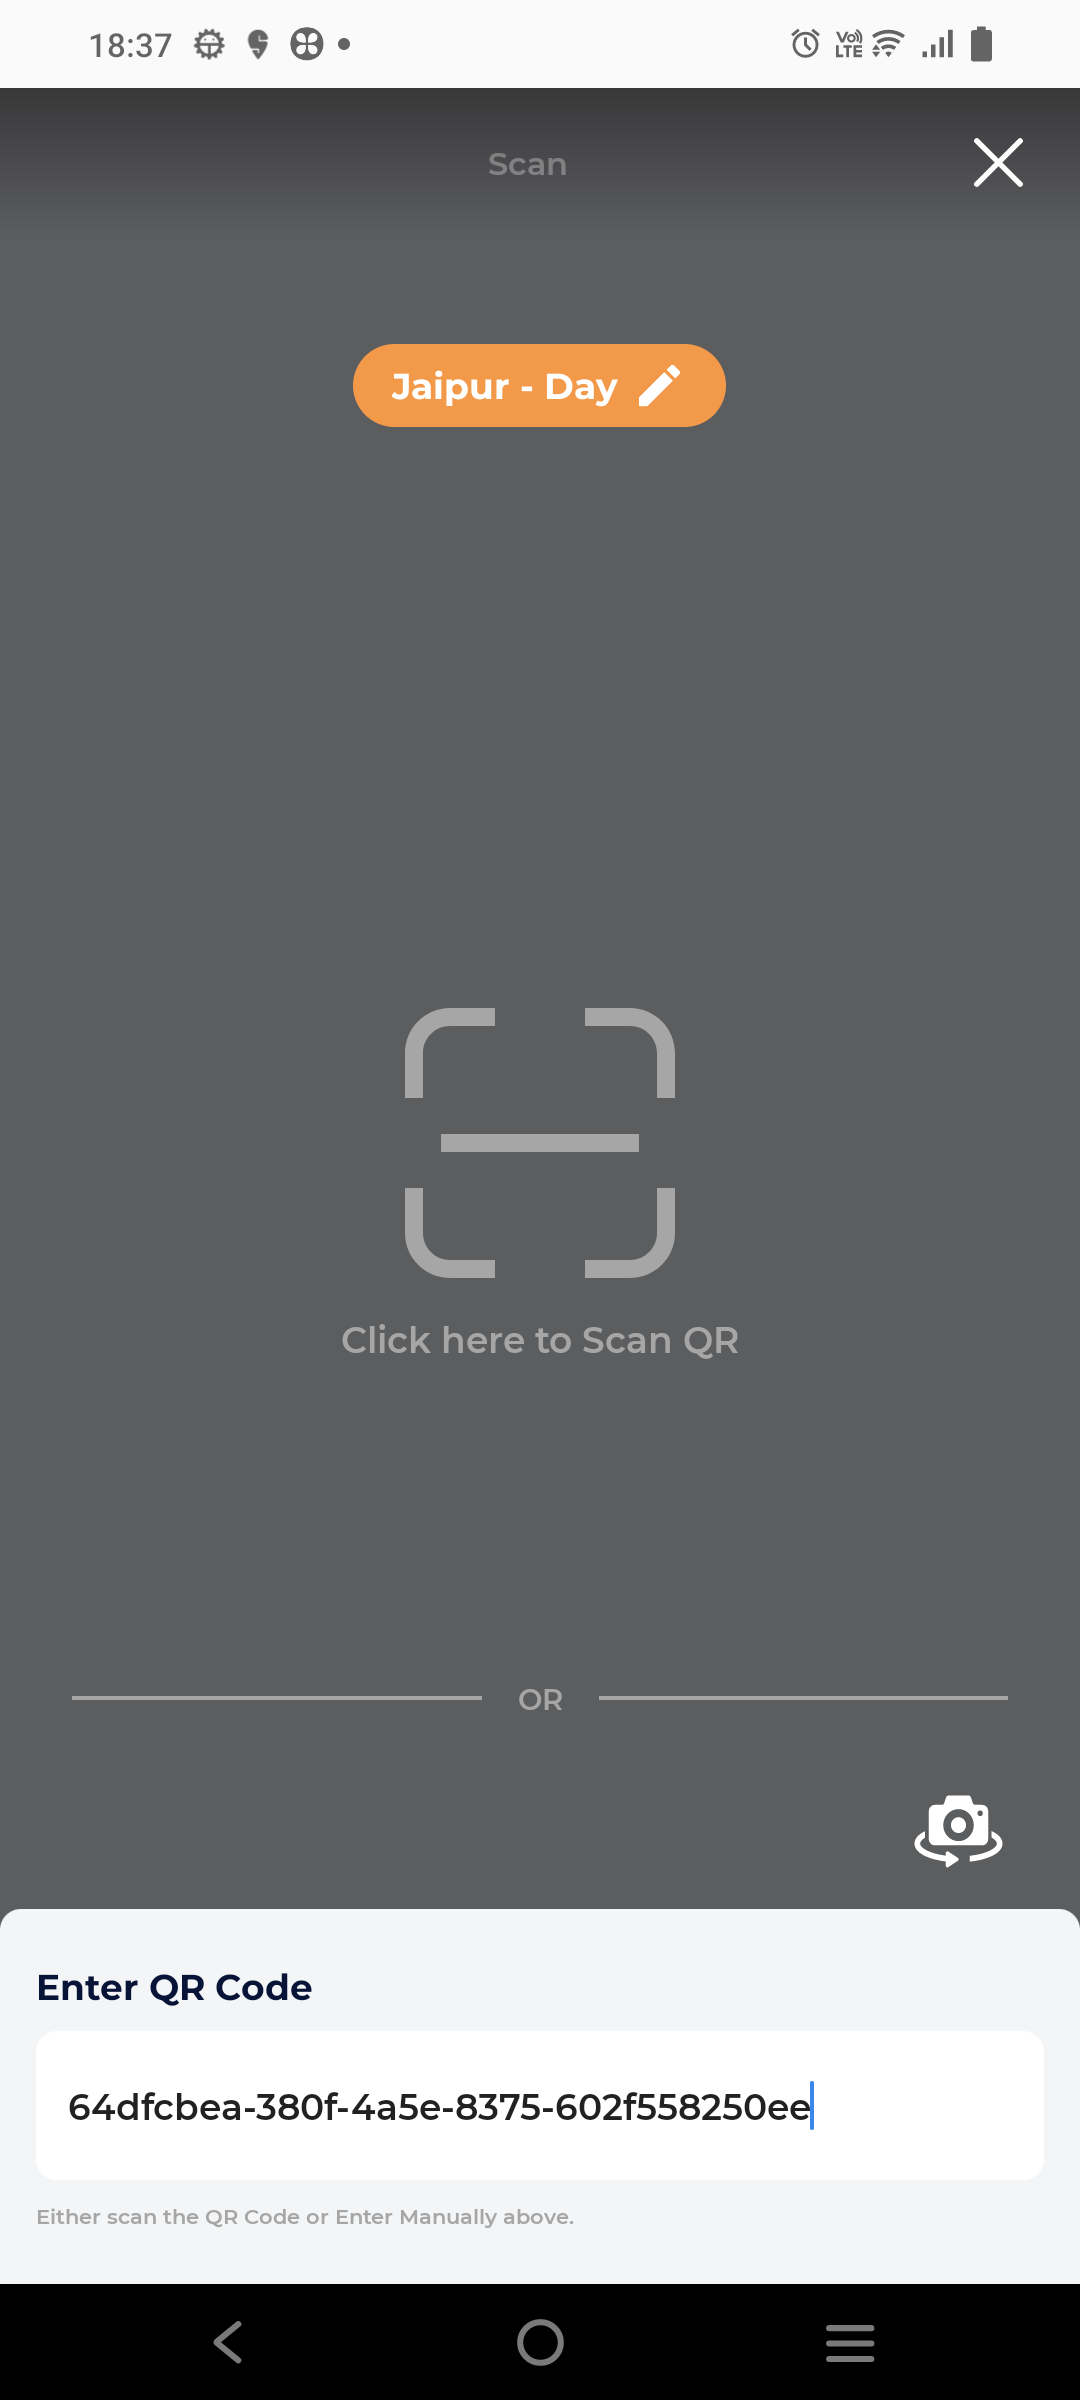 18:37
Vo) LTE
Scan
Jaipur - Day
Click here to Scan QR
OR
Enter QR Code
64dfcbea-380f-4a5e-8375-602f558250ee
Either scan the QR Code or Enter Manually above.